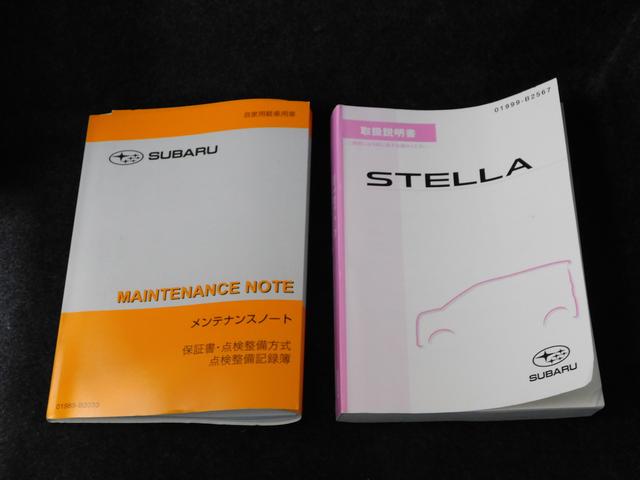 自家用軽乗用車
SUBARU
MAINTENANCE NOTE
メンテナンスノート
保証書・点検整備方式
点検整備記録簿
01999-B2567
取扱説明書
STELLA
SUBARU